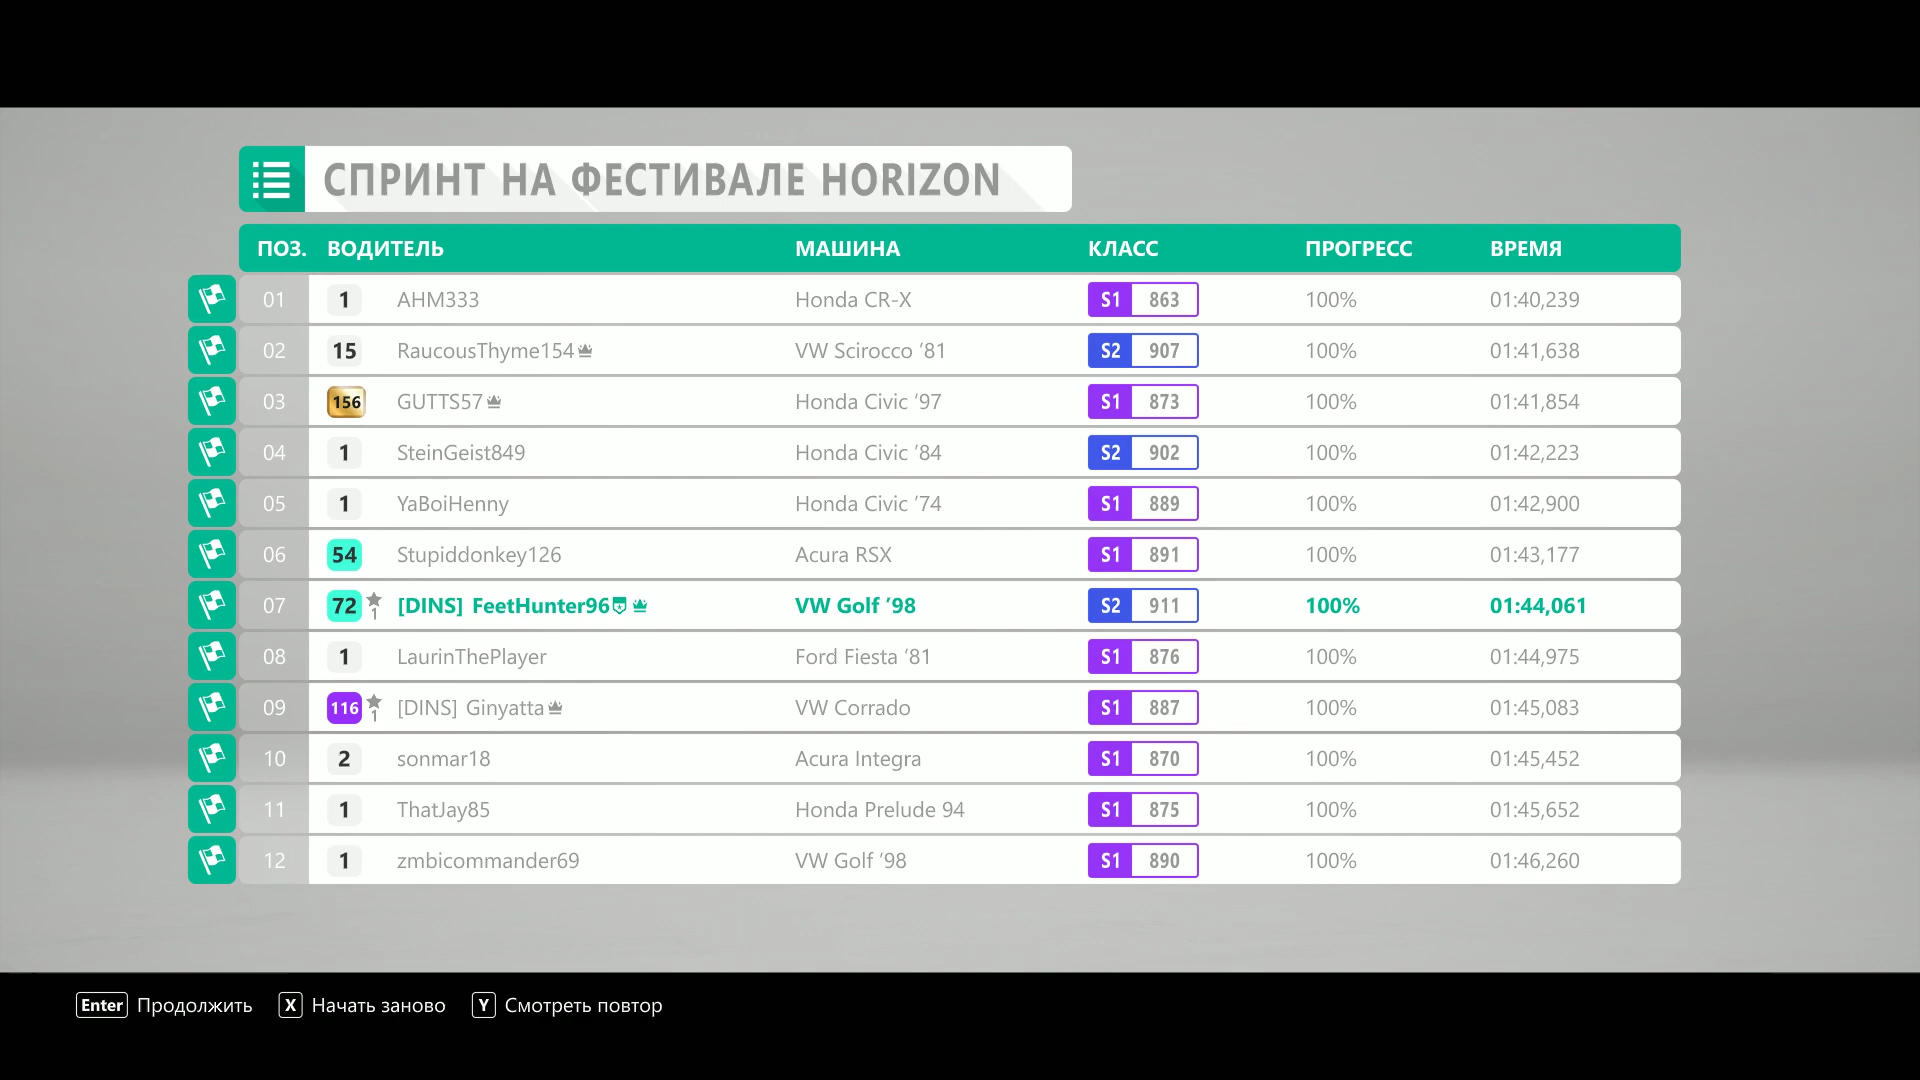 СПРИНТ НА ФЕСТИВАЛЕ HORIZON
ПОЗ. ВОДИТЕЛЬ МАШИНА КЛАСС ПРОГРЕСС ВРЕМЯ
01 1 AHM333 Honda CR-X S1 863 100% 01:40,239
02 15 RaucousThyme154 VW Scirocco ’81 S2 907 100% 01:41,638
03 156 GUTTS57 Honda Civic ’97 S1 873 100% 01:41,854
04 1 SteinGeist849 Honda Civic ’84 S2 902 100% 01:42,223
05 1 YaBoiHenny Honda Civic ’74 S1 889 100% 01:42,900
06 54 Stupiddonkey126 Acura RSX S1 891 100% 01:43,177
07 72 1 [DINS] FeetHunter96 VW Golf ’98 S2 911 100% 01:44,061
08 1 LaurinThePlayer Ford Fiesta ’81 S1 876 100% 01:44,975
09 116 1 [DINS] Ginyatta VW Corrado S1 887 100% 01:45,083
10 2 sonmar18 Acura Integra S1 870 100% 01:45,452
11 1 ThatJay85 Honda Prelude 94 S1 875 100% 01:45,652
12 1 zmbicommander69 VW Golf ’98 S1 890 100% 01:46,260
Enter Продолжить X Начать заново Y Смотреть повтор